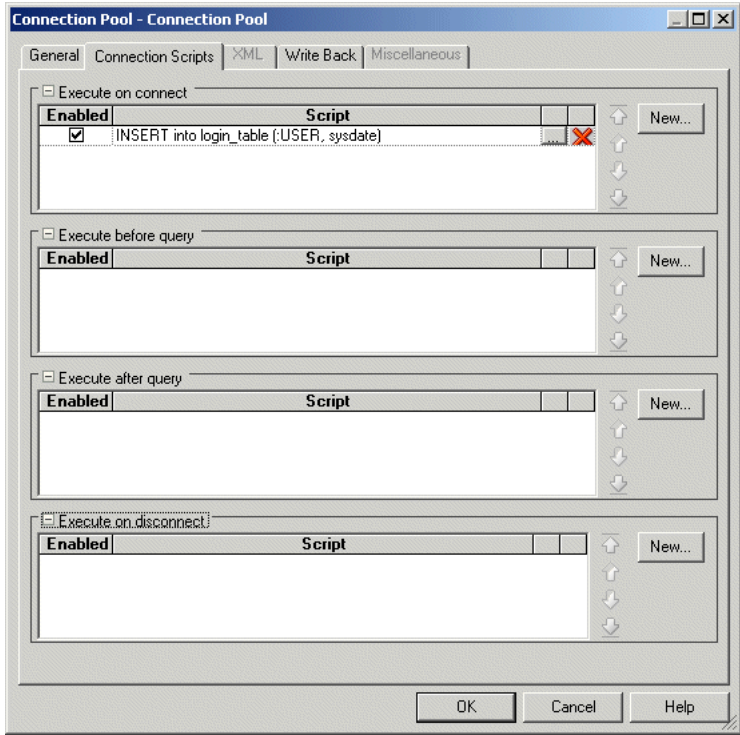 Connection Pool - Connection Pool
General Connection Scripts XML Write Back Miscellaneous
Execute on connect
Enabled Script
INSERT into login_table (:USER, sysdate) ...
New...
Execute before query
Enabled Script
New...
Execute after query
Enabled Script
New...
Execute on disconnect
Enabled Script
New...
OK Cancel Help